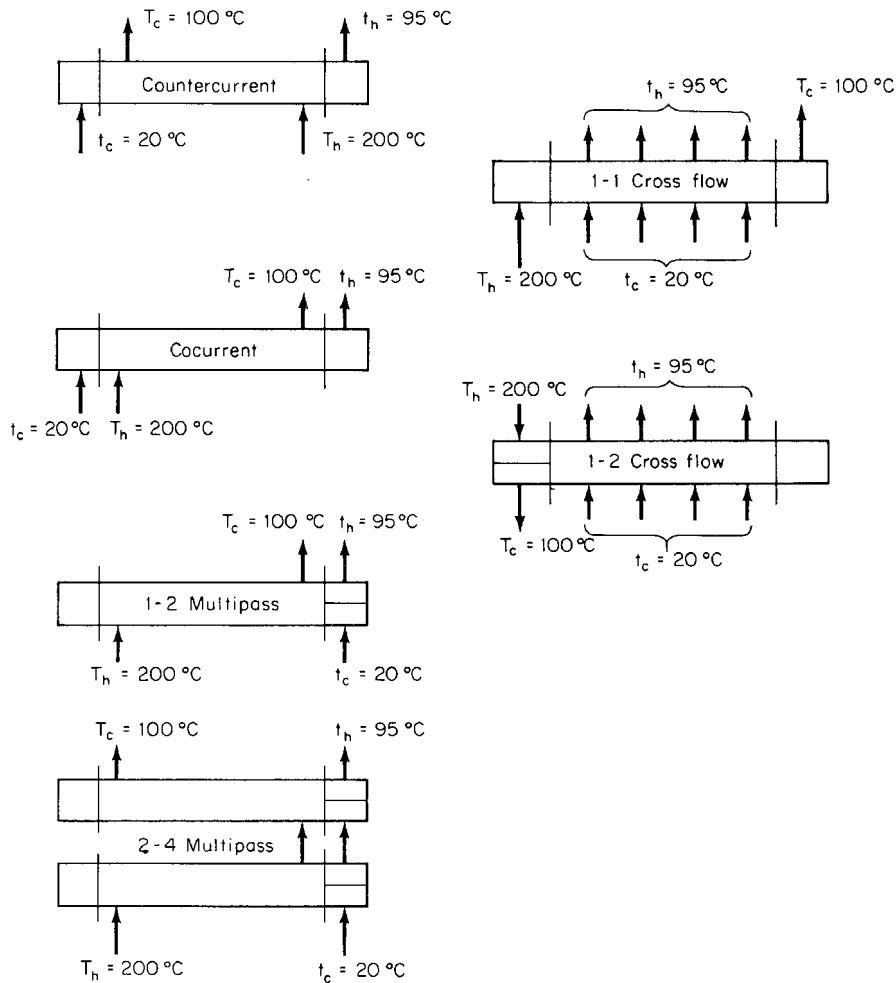 T_c = 100 °C t_h = 95 °C
Countercurrent
t_c = 20 °C T_h = 200 °C
T_c = 100 °C t_h = 95 °C
Cocurrent
t_c = 20 °C T_h = 200 °C
T_c = 100 °C t_h = 95 °C
1-2 Multipass
T_h = 200 °C t_c = 20 °C
T_c = 100 °C t_h = 95 °C
2-4 Multipass
T_h = 200 °C t_c = 20 °C
t_h = 95 °C T_c = 100 °C
1-1 Cross flow
T_h = 200 °C t_c = 20 °C
T_h = 200 °C t_h = 95 °C
1-2 Cross flow
T_c = 100 °C t_c = 20 °C